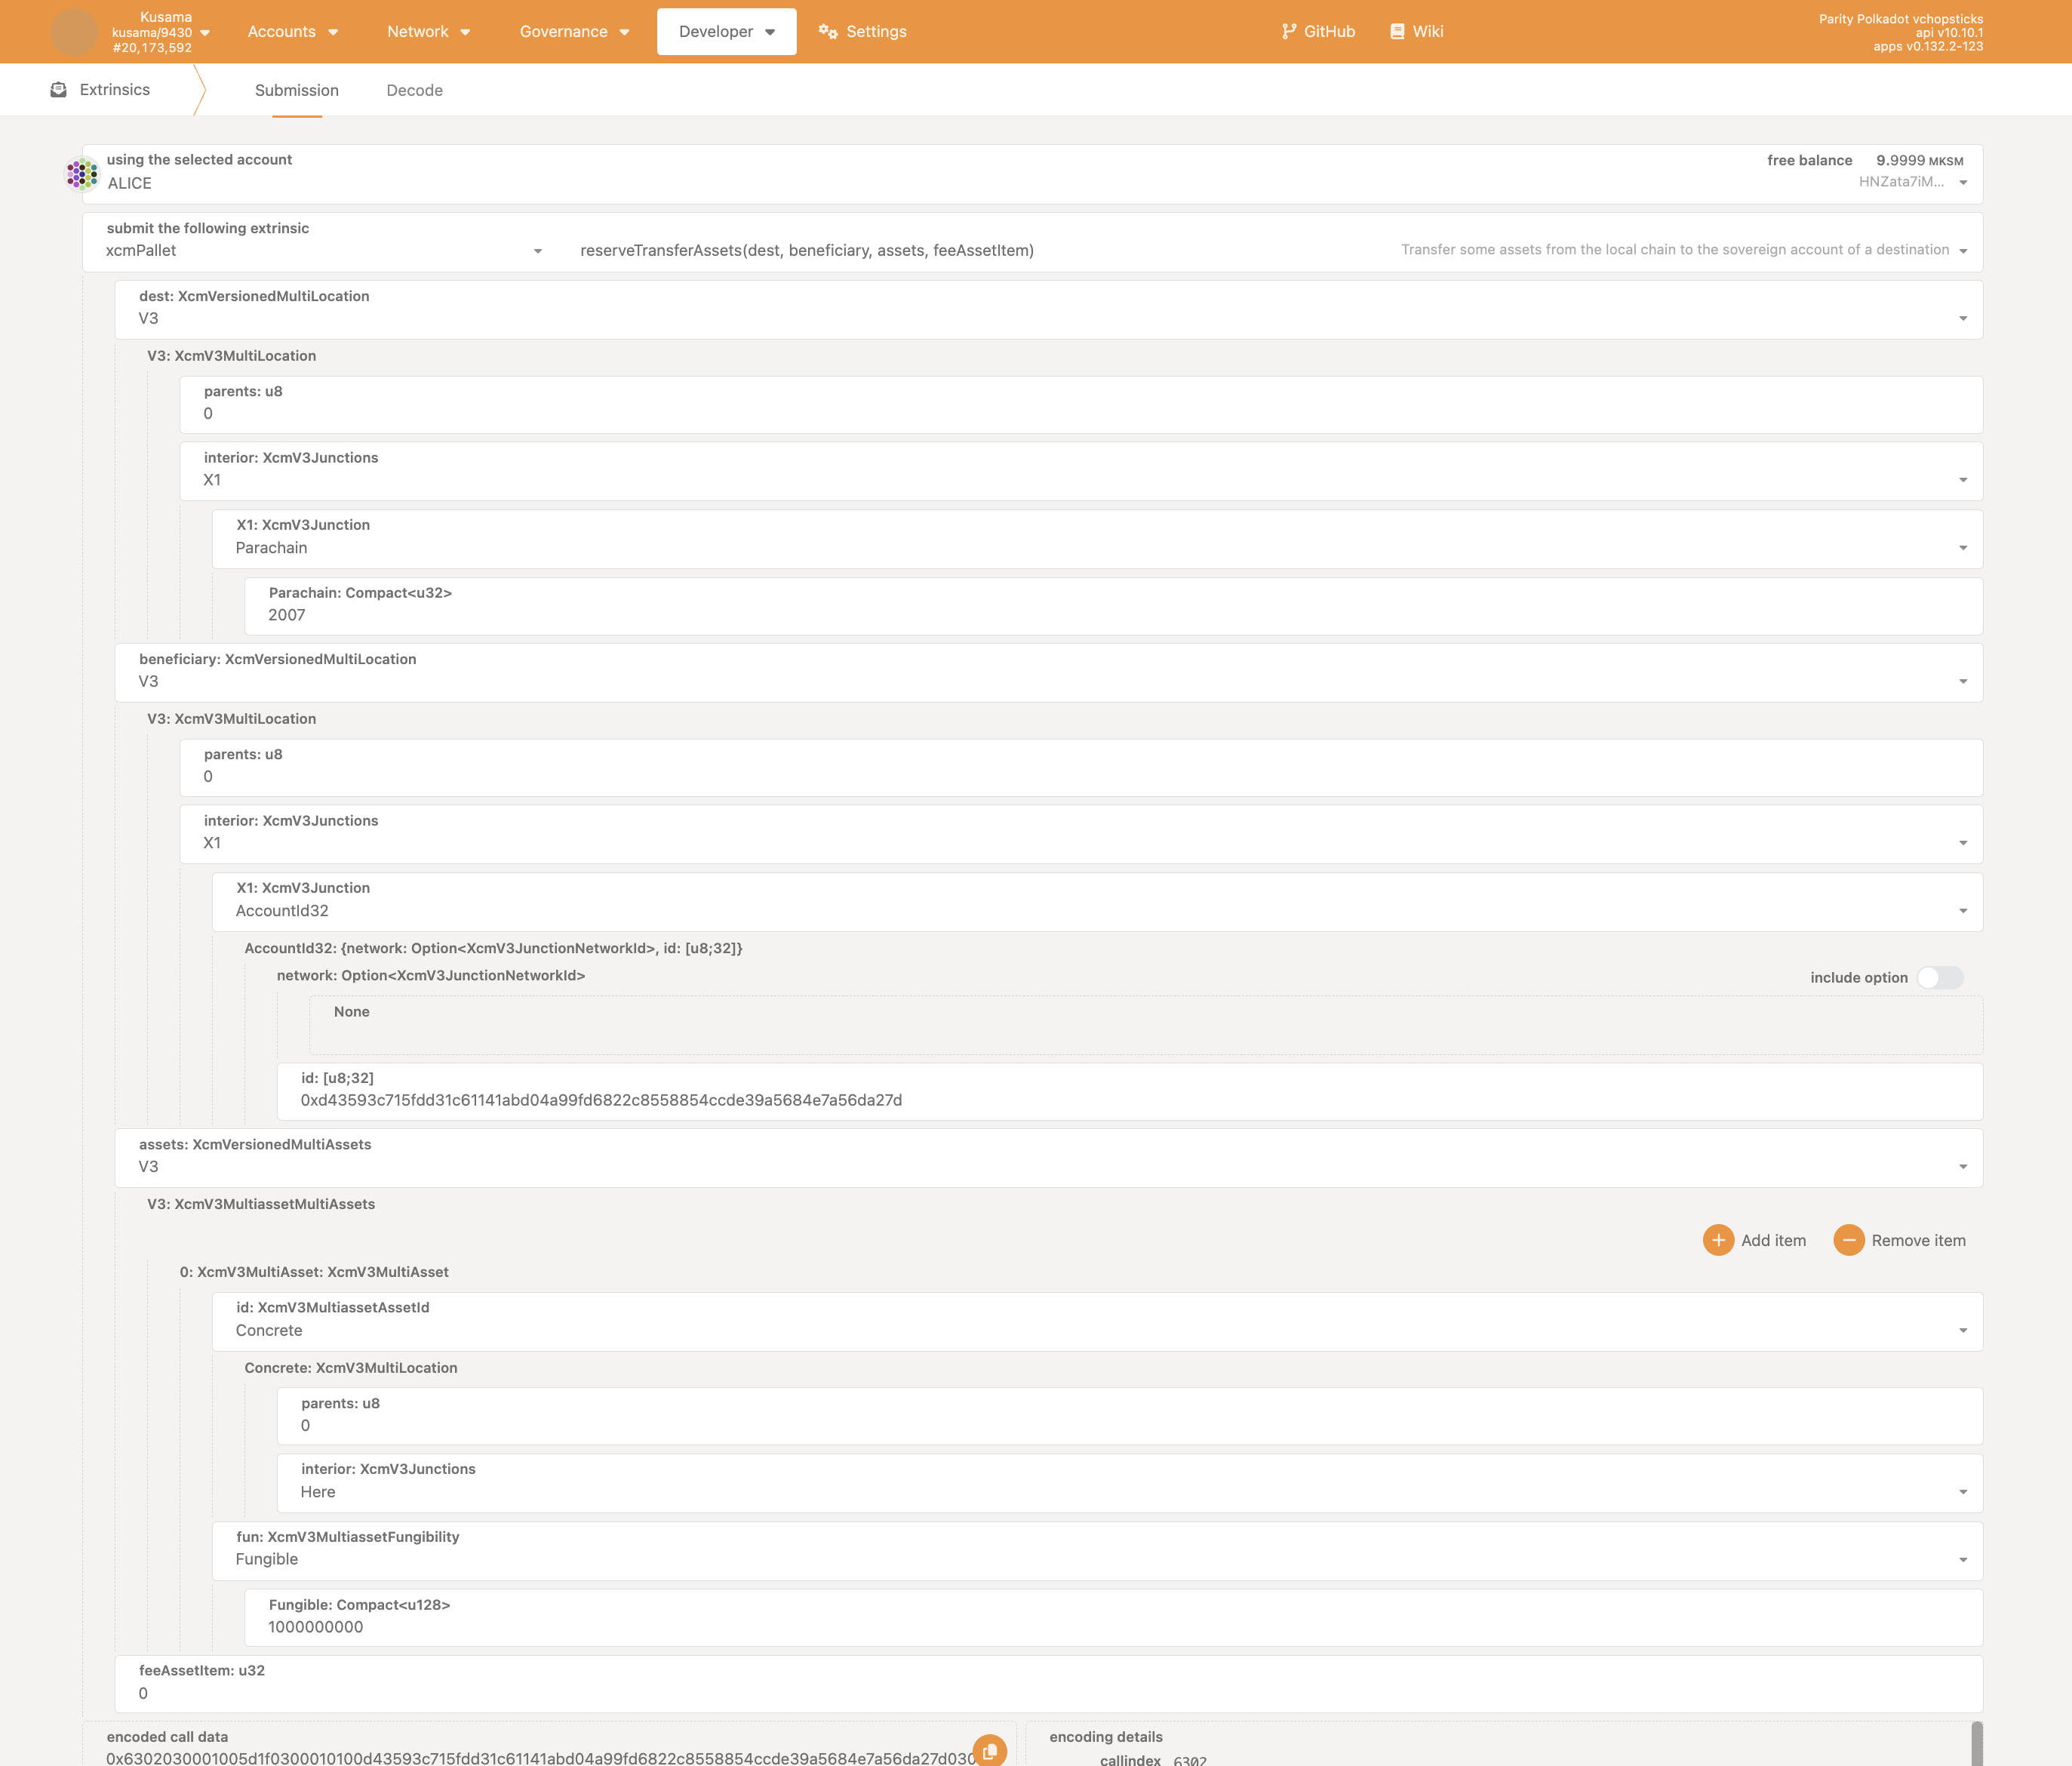 Kusama
kusama/9430
#20,173,592
Accounts
Network
Governance
Developer
Settings
GitHub
Wiki
Parity Polkadot vchopsticks
api v10.10.1
apps v0.132.2-123
Extrinsics
Submission
Decode
using the selected account
ALICE
free balance 9.9999 MKSM
HNZata7iM...
submit the following extrinsic
xcmPallet
reserveTransferAssets(dest, beneficiary, assets, feeAssetItem)
Transfer some assets from the local chain to the sovereign account of a destination
dest: XcmVersionedMultiLocation
V3
V3: XcmV3MultiLocation
parents: u8
0
interior: XcmV3Junctions
X1
X1: XcmV3Junction
Parachain
Parachain: Compact<u32>
2007
beneficiary: XcmVersionedMultiLocation
V3
V3: XcmV3MultiLocation
parents: u8
0
interior: XcmV3Junctions
X1
X1: XcmV3Junction
AccountId32
AccountId32: {network: Option<XcmV3JunctionNetworkId>, id: [u8;32]}
network: Option<XcmV3JunctionNetworkId>
include option
None
id: [u8;32]
0xd43593c715fdd31c61141abd04a99fd6822c8558854ccde39a5684e7a56da27d
assets: XcmVersionedMultiAssets
V3
V3: XcmV3MultiassetMultiAssets
Add item
Remove item
0: XcmV3MultiAsset: XcmV3MultiAsset
id: XcmV3MultiassetAssetId
Concrete
Concrete: XcmV3MultiLocation
parents: u8
0
interior: XcmV3Junctions
Here
fun: XcmV3MultiassetFungibility
Fungible
Fungible: Compact<u128>
1000000000
feeAssetItem: u32
0
encoded call data
0x6302030001005d1f0300010100d43593c715fdd31c61141abd04a99fd6822c8558854ccde39a5684e7a56da27d030
encoding details
callindex 6302